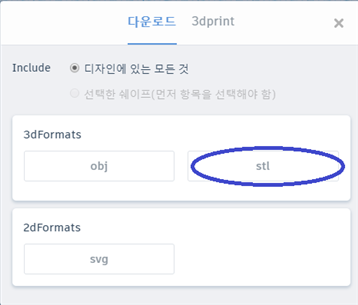 다운로드 3dprint ×
Include 디자인에 있는 모든 것
선택한 쉐이프(먼저 항목을 선택해야 함)
3dFormats
obj stl
2dFormats
svg